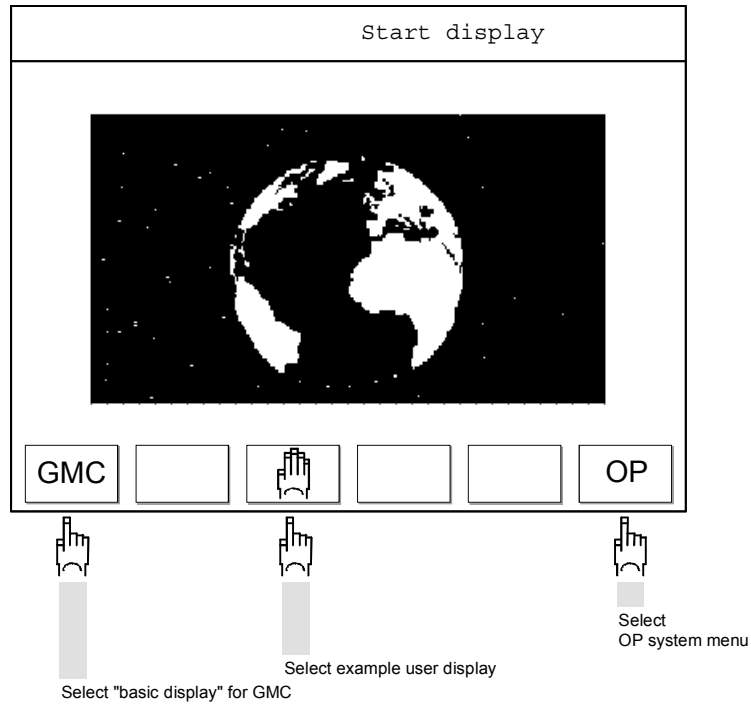 Start display
GMC
OP
Select
OP system menu
Select example user display
Select "basic display" for GMC